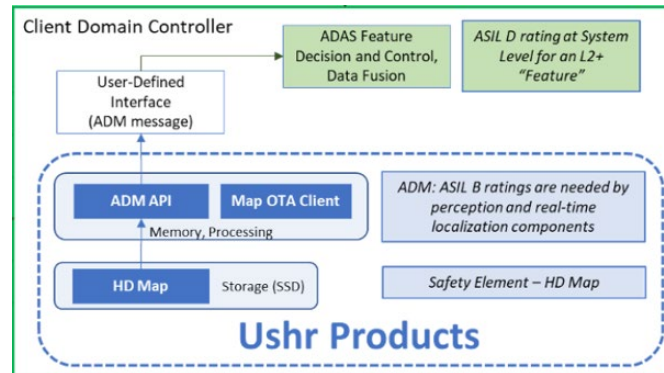 Client Domain Controller
ADAS Feature
Decision and Control,
Data Fusion
ASIL D rating at System
Level for an L2+
“Feature”
User-Defined
Interface
(ADM message)
ADM API
Map OTA Client
Memory, Processing
ADM: ASIL B ratings are needed by
perception and real-time
localization components
HD Map
Storage (SSD)
Safety Element – HD Map
Ushr Products